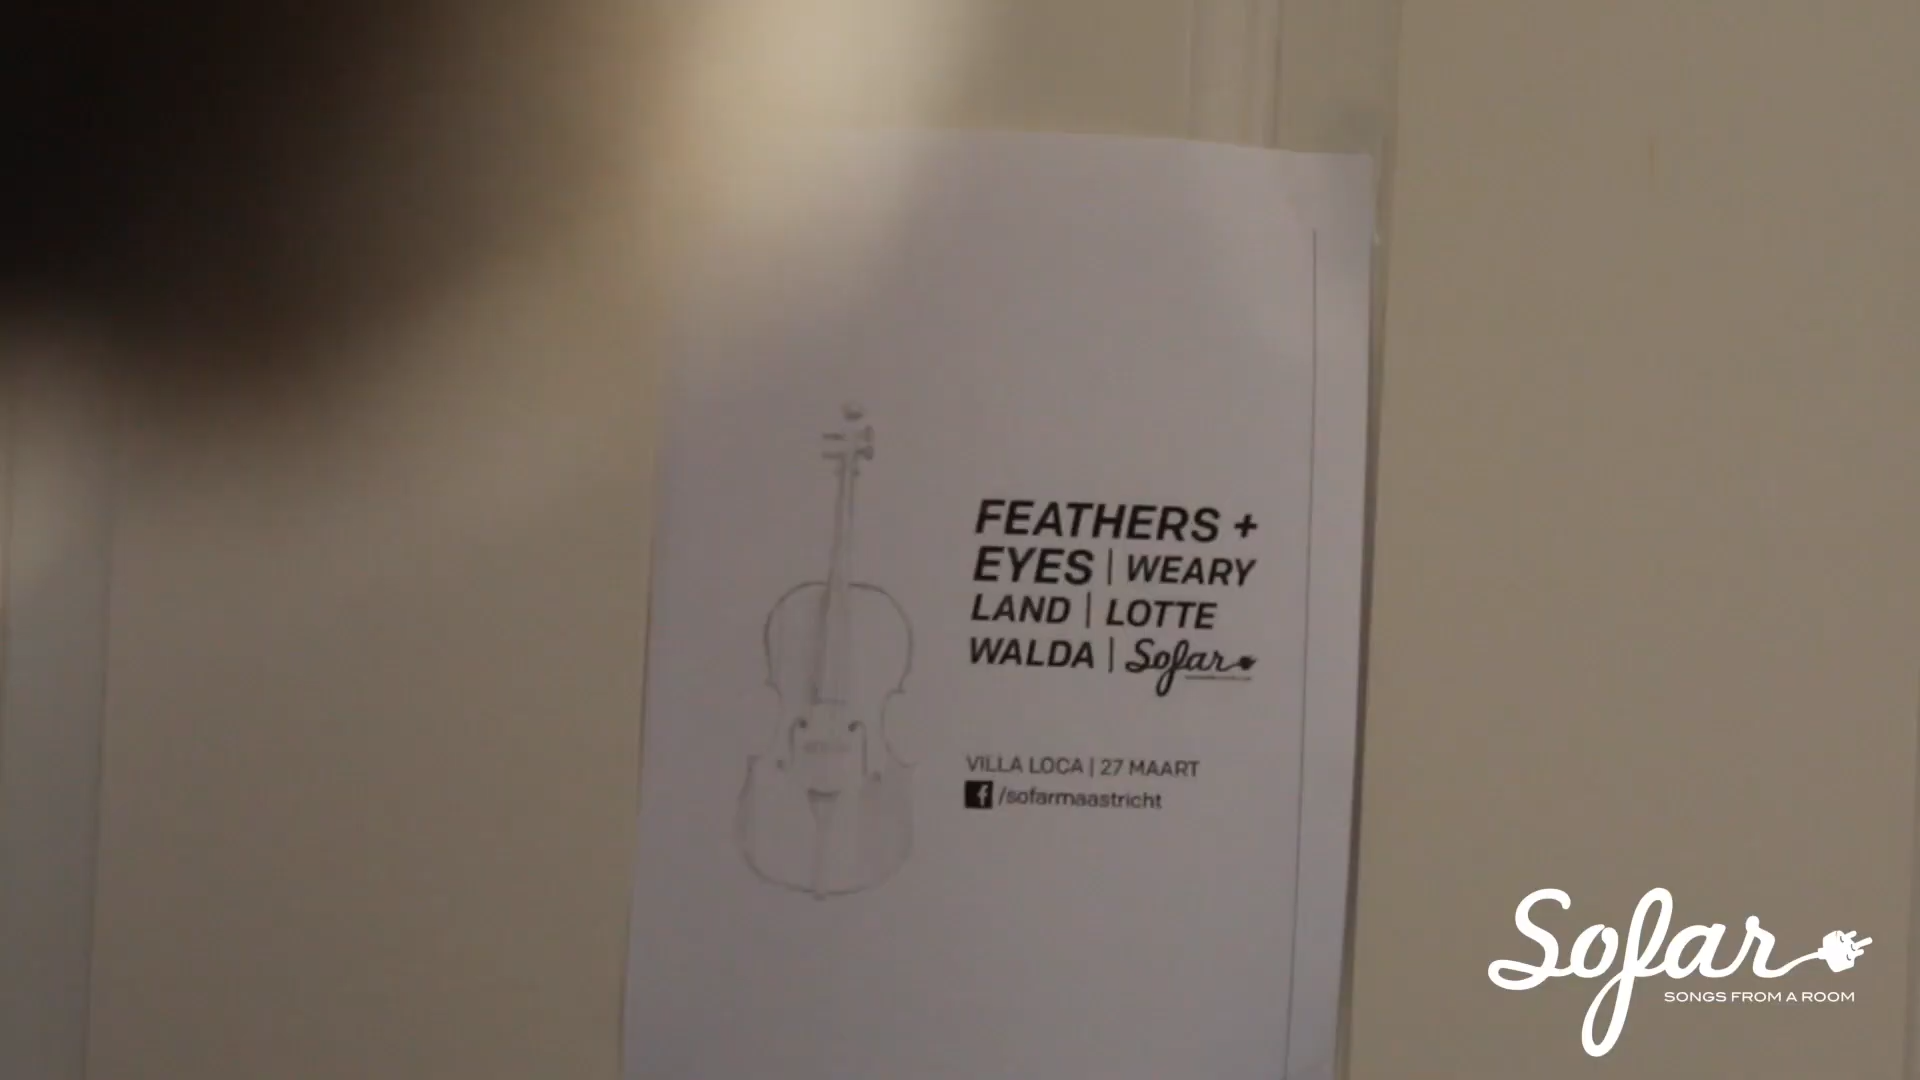 FEATHERS +
EYES | WEARY
LAND | LOTTE
WALDA | Sofar
VILLA LOCA | 27 MAART
f /sofarmaastricht
Sofar
SONGS FROM A ROOM